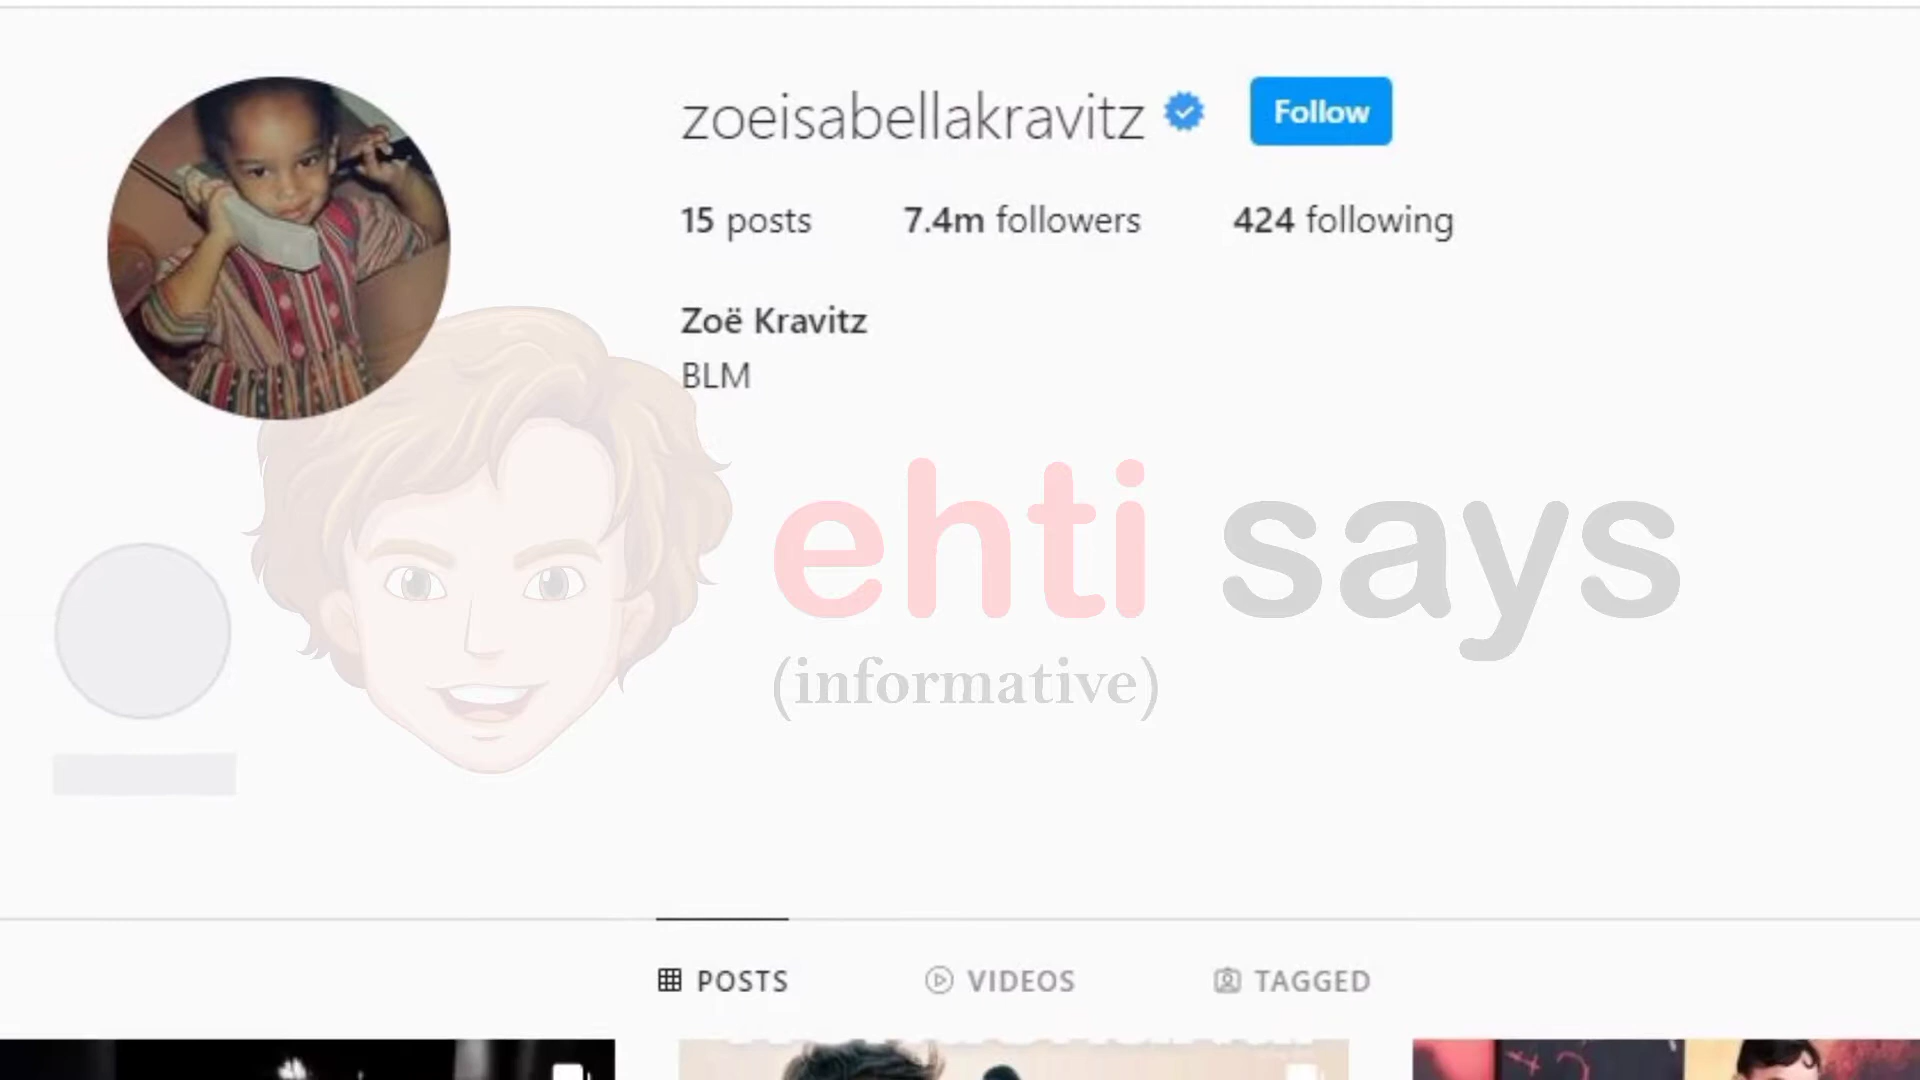 zoeisabellakravitz Follow
15 posts 7.4m followers 424 following
Zoë Kravitz
BLM
ehti says
(informative)
POSTS VIDEOS TAGGED